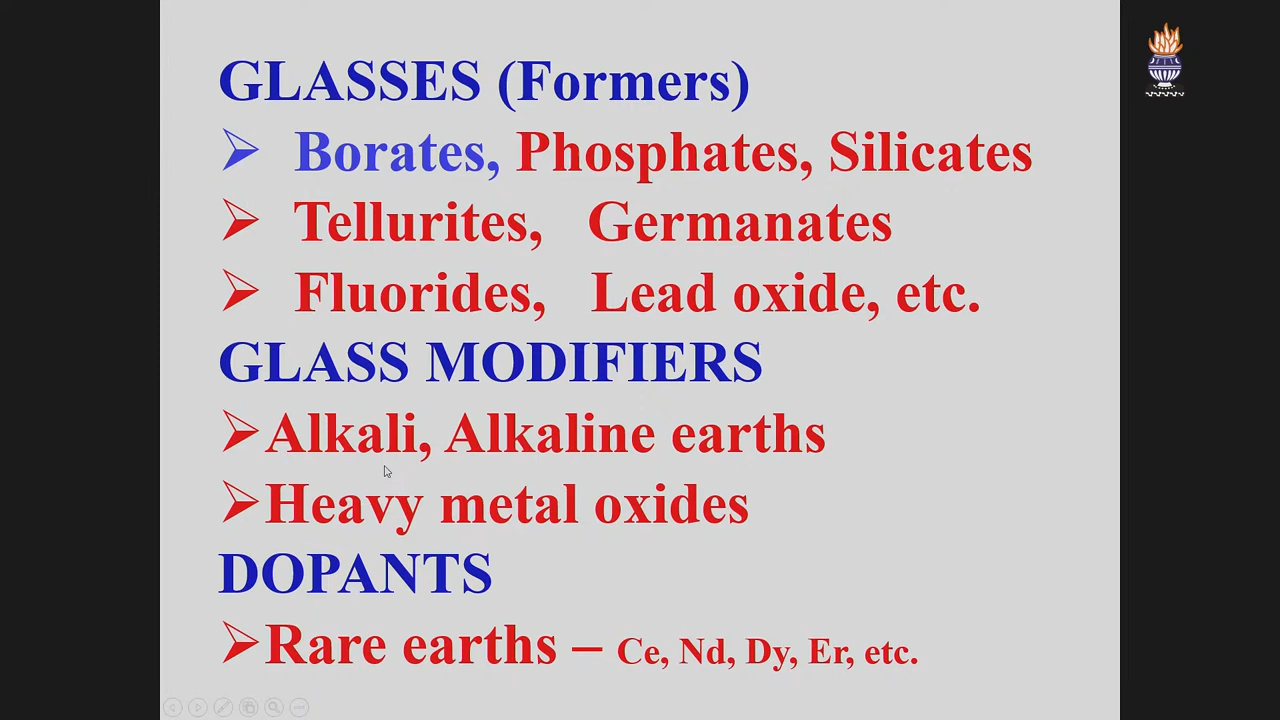 GLASSES (Formers)
➢ Borates, Phosphates, Silicates
➢ Tellurites, Germanates
➢ Fluorides, Lead oxide, etc.
GLASS MODIFIERS
➢Alkali, Alkaline earths
➢Heavy metal oxides
DOPANTS
➢Rare earths – Ce, Nd, Dy, Er, etc.